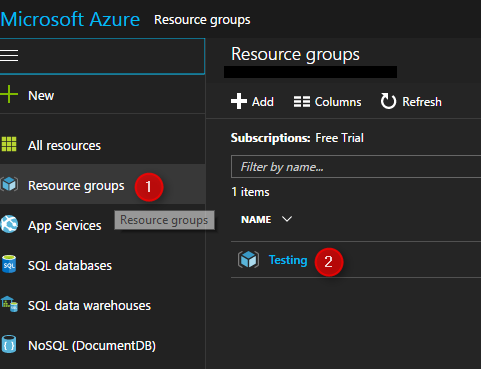 Microsoft Azure Resource groups
New
All resources
Resource groups 1
Resource groups
App Services
SQL databases
SQL data warehouses
NoSQL (DocumentDB)
Resource groups
Add Columns Refresh
Subscriptions: Free Trial
Filter by name...
1 items
NAME
Testing 2